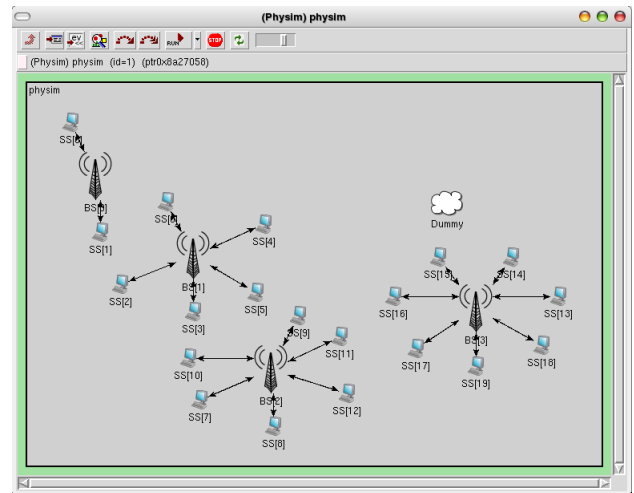 (Physim) physim
ev
<<
RUN
STOP
(Physim) physim (id=1) (ptr0x8a27058)
physim
SS[0]
BS[0]
SS[1]
SS[6]
SS[4]
BS[1]
SS[2]
SS[5]
SS[3]
SS[9]
SS[11]
SS[10]
BS[2]
SS[7]
SS[12]
SS[8]
Dummy
SS[15]
SS[14]
SS[16]
SS[13]
BS[3]
SS[17]
SS[18]
SS[19]